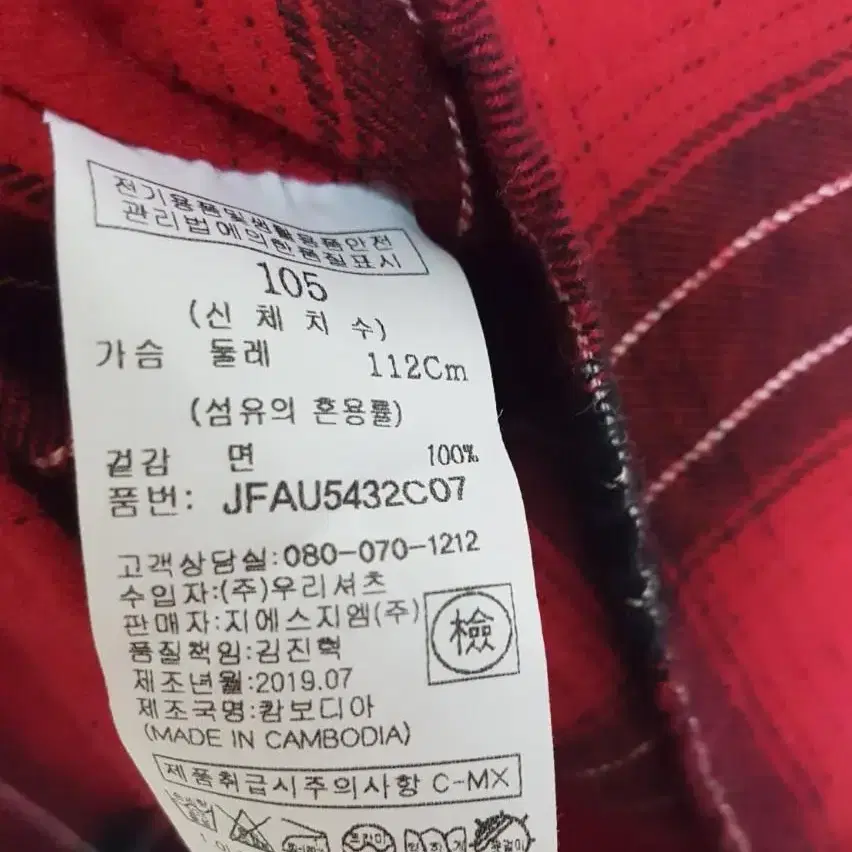 전기용품및생활용품안전
관리법에의한품질표시
105
(신체치수)
가슴 둘레 112Cm
(섬유의 혼용률)
겉감 면 100%
품번: JFAU5432C07
고객상담실:080-070-1212
수입자:(주)우리셔츠
판매자:지에스지엠(주)
품질책임:김진혁
檢
제조년월:2019.07
제조국명:캄보디아
(MADE IN CAMBODIA)
제품취급시주의사항 C-MX